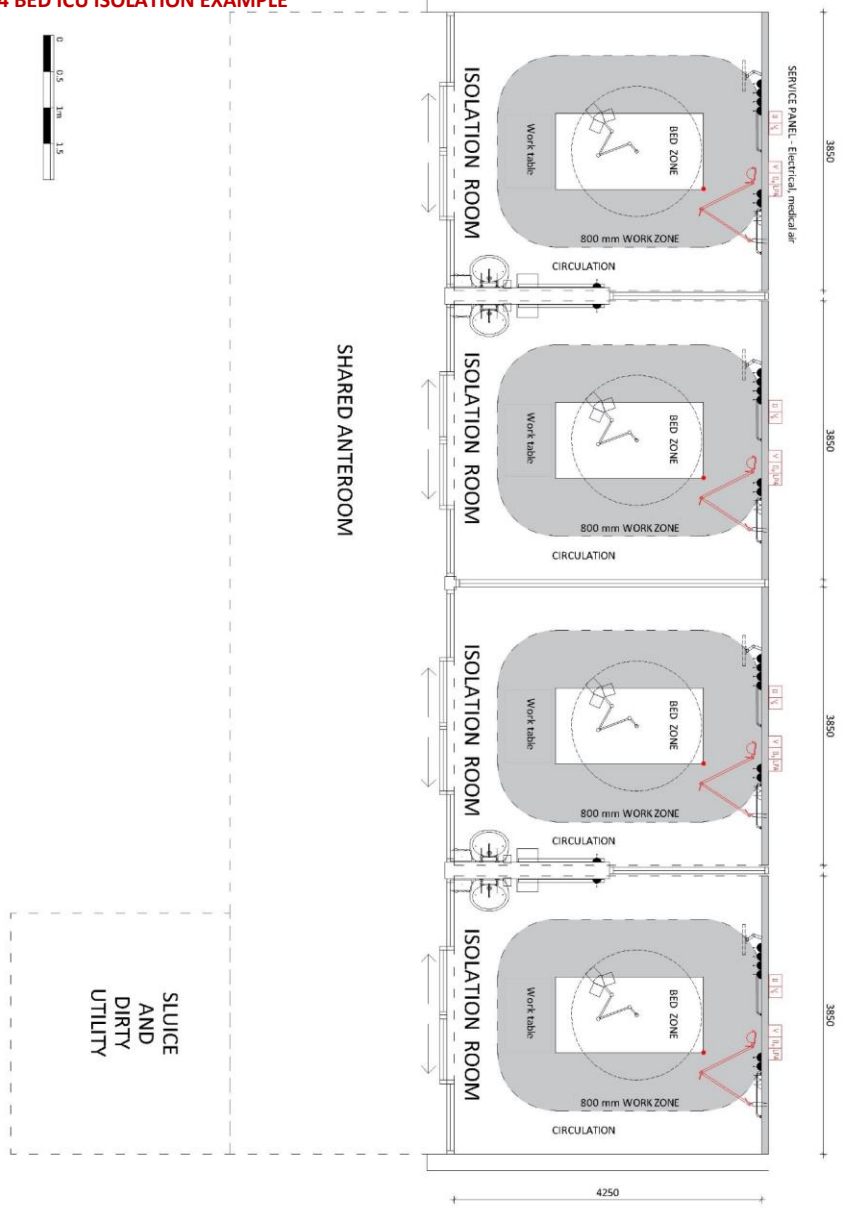 4 BED ICU ISOLATION EXAMPLE
0
0.5
1m
1.5
SERVICE PANEL - Electrical, medical air
3850
ISOLATION ROOM
Work table
BED ZONE
800 mm WORK ZONE
CIRCULATION
3850
ISOLATION ROOM
Work table
BED ZONE
800 mm WORK ZONE
CIRCULATION
SHARED ANTEROOM
3850
ISOLATION ROOM
Work table
BED ZONE
800 mm WORK ZONE
CIRCULATION
3850
ISOLATION ROOM
Work table
BED ZONE
800 mm WORK ZONE
CIRCULATION
SLUICE
AND
DIRTY
UTILITY
4250